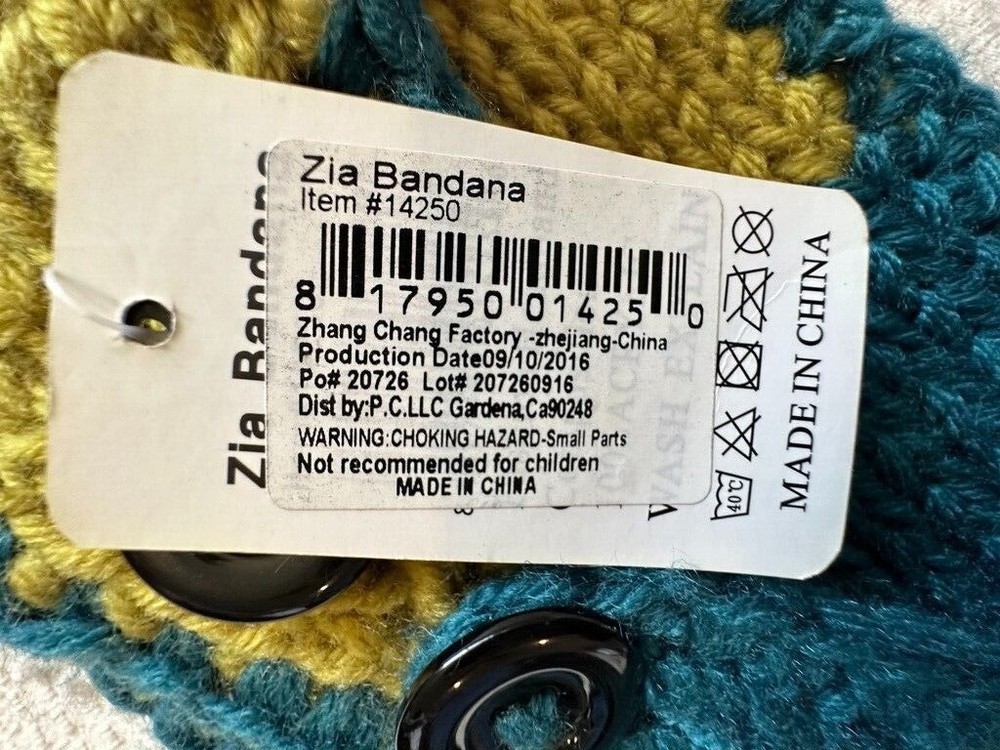 Zia Bandana
Item #14250
8 17950 01425 0
Zhang Chang Factory -zhejiang-China
Production Date09/10/2016
Po# 20726 Lot# 207260916
Dist by:P.C.LLC Gardena,Ca90248
WARNING:CHOKING HAZARD-Small Parts
Not recommended for children
MADE IN CHINA
Zia Bandana
WASH
40℃
MADE IN CHINA